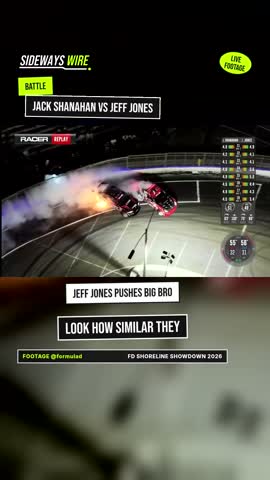 SIDEWAYS WIRE.
LIVE
FOOTAGE
BATTLE
JACK SHANAHAN VS JEFF JONES
RACER REPLAY
JEFF JONES PUSHES BIG BRO
LOOK HOW SIMILAR THEY
FOOTAGE @formulad
FD SHORELINE SHOWDOWN 2026